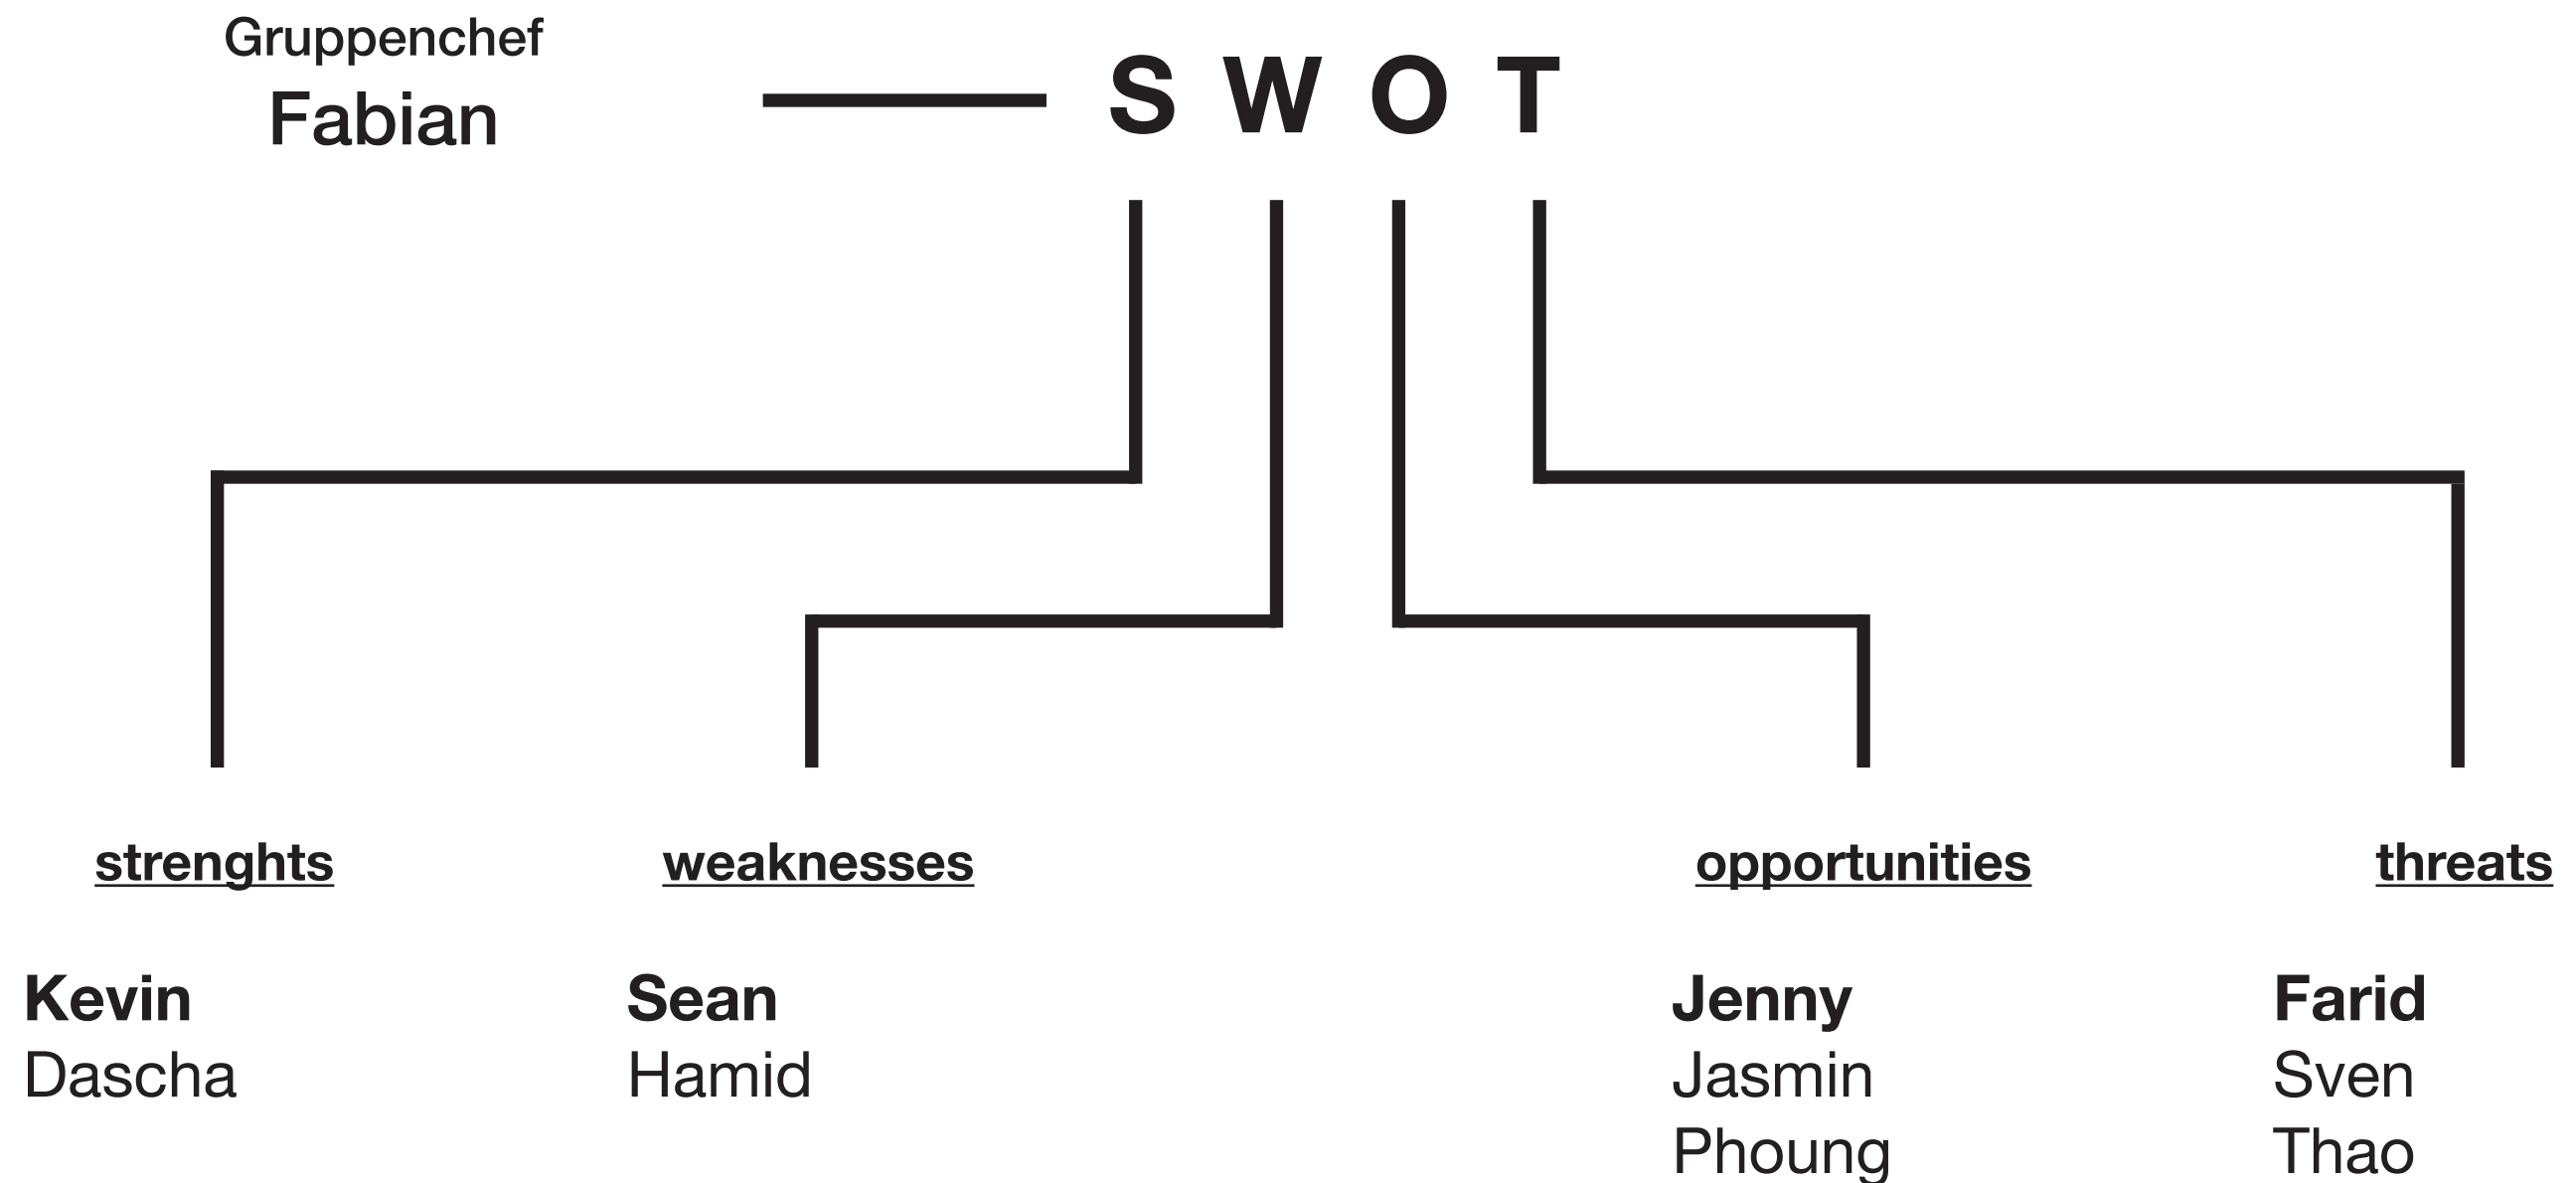 Gruppenchef
Fabian
S W O T
strenghts
weaknesses
opportunities
threats
Kevin
Dascha
Sean
Hamid
Jenny
Jasmin
Phoung
Farid
Sven
Thao